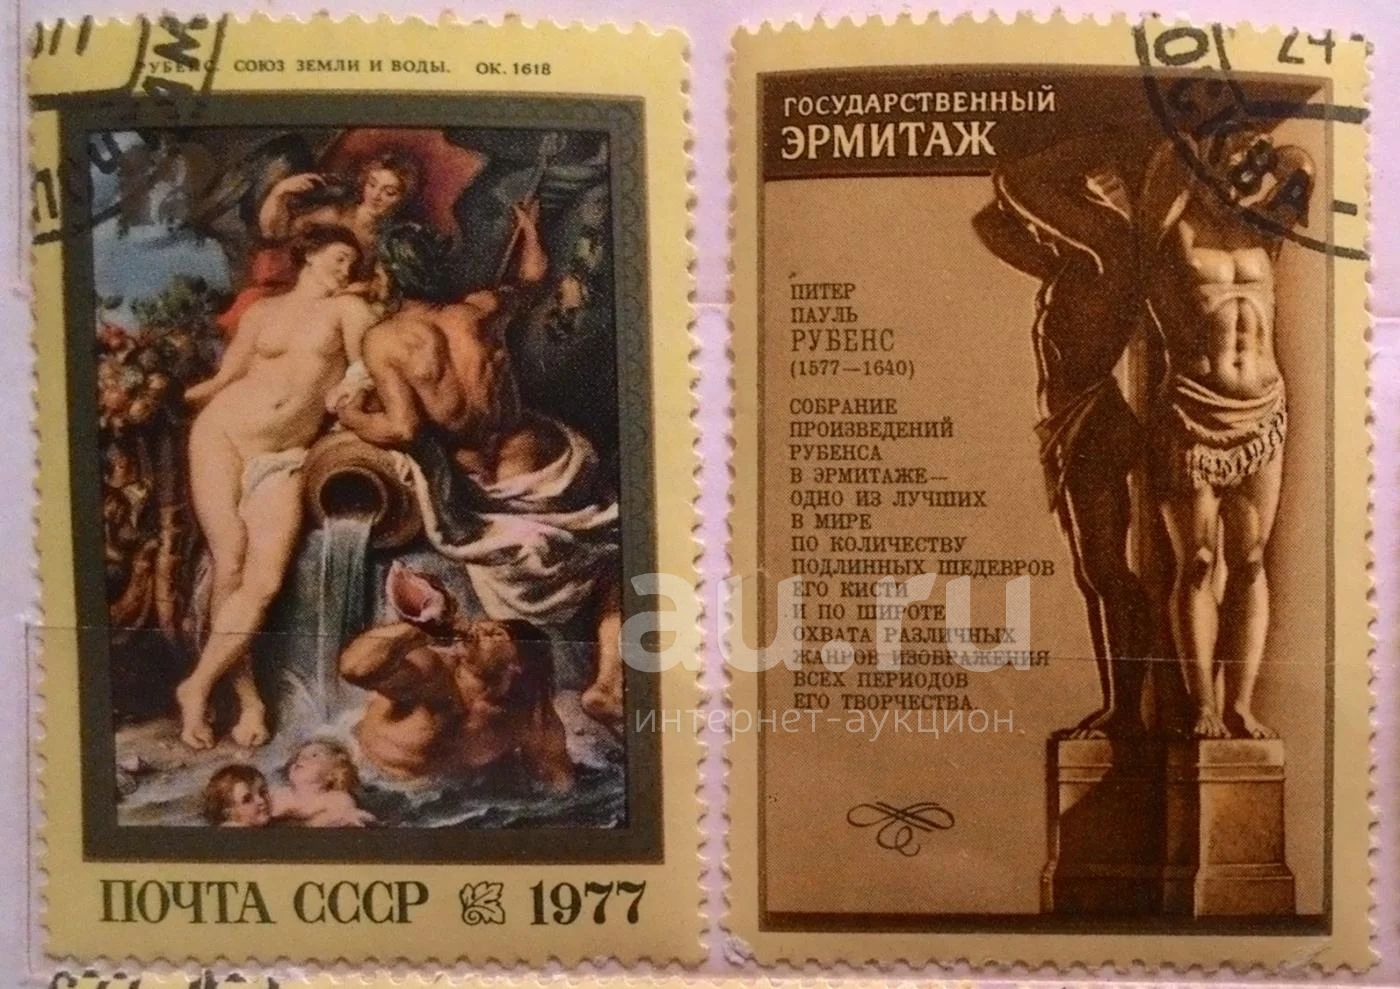 РУБЕНС. СОЮЗ ЗЕМЛИ И ВОДЫ. ОК. 1618
ПОЧТА СССР 1977
ГОСУДАРСТВЕННЫЙ
ЭРМИТАЖ
ПИТЕР
ПАУЛЬ
РУБЕНС
(1577—1640)
СОБРАНИЕ
ПРОИЗВЕДЕНИЙ
РУБЕНСА
В ЭРМИТАЖЕ—
ОДНО ИЗ ЛУЧШИХ
В МИРЕ
ПО КОЛИЧЕСТВУ
ПОДЛИННЫХ ШЕДЕВРОВ
ЕГО КИСТИ
И ПО ШИРОТЕ
ОХВАТА РАЗЛИЧНЫХ
ЖАНРОВ ИЗОБРАЖЕНИЯ
ВСЕХ ПЕРИОДОВ
ЕГО ТВОРЧЕСТВА.
au.ru
интернет-аукцион